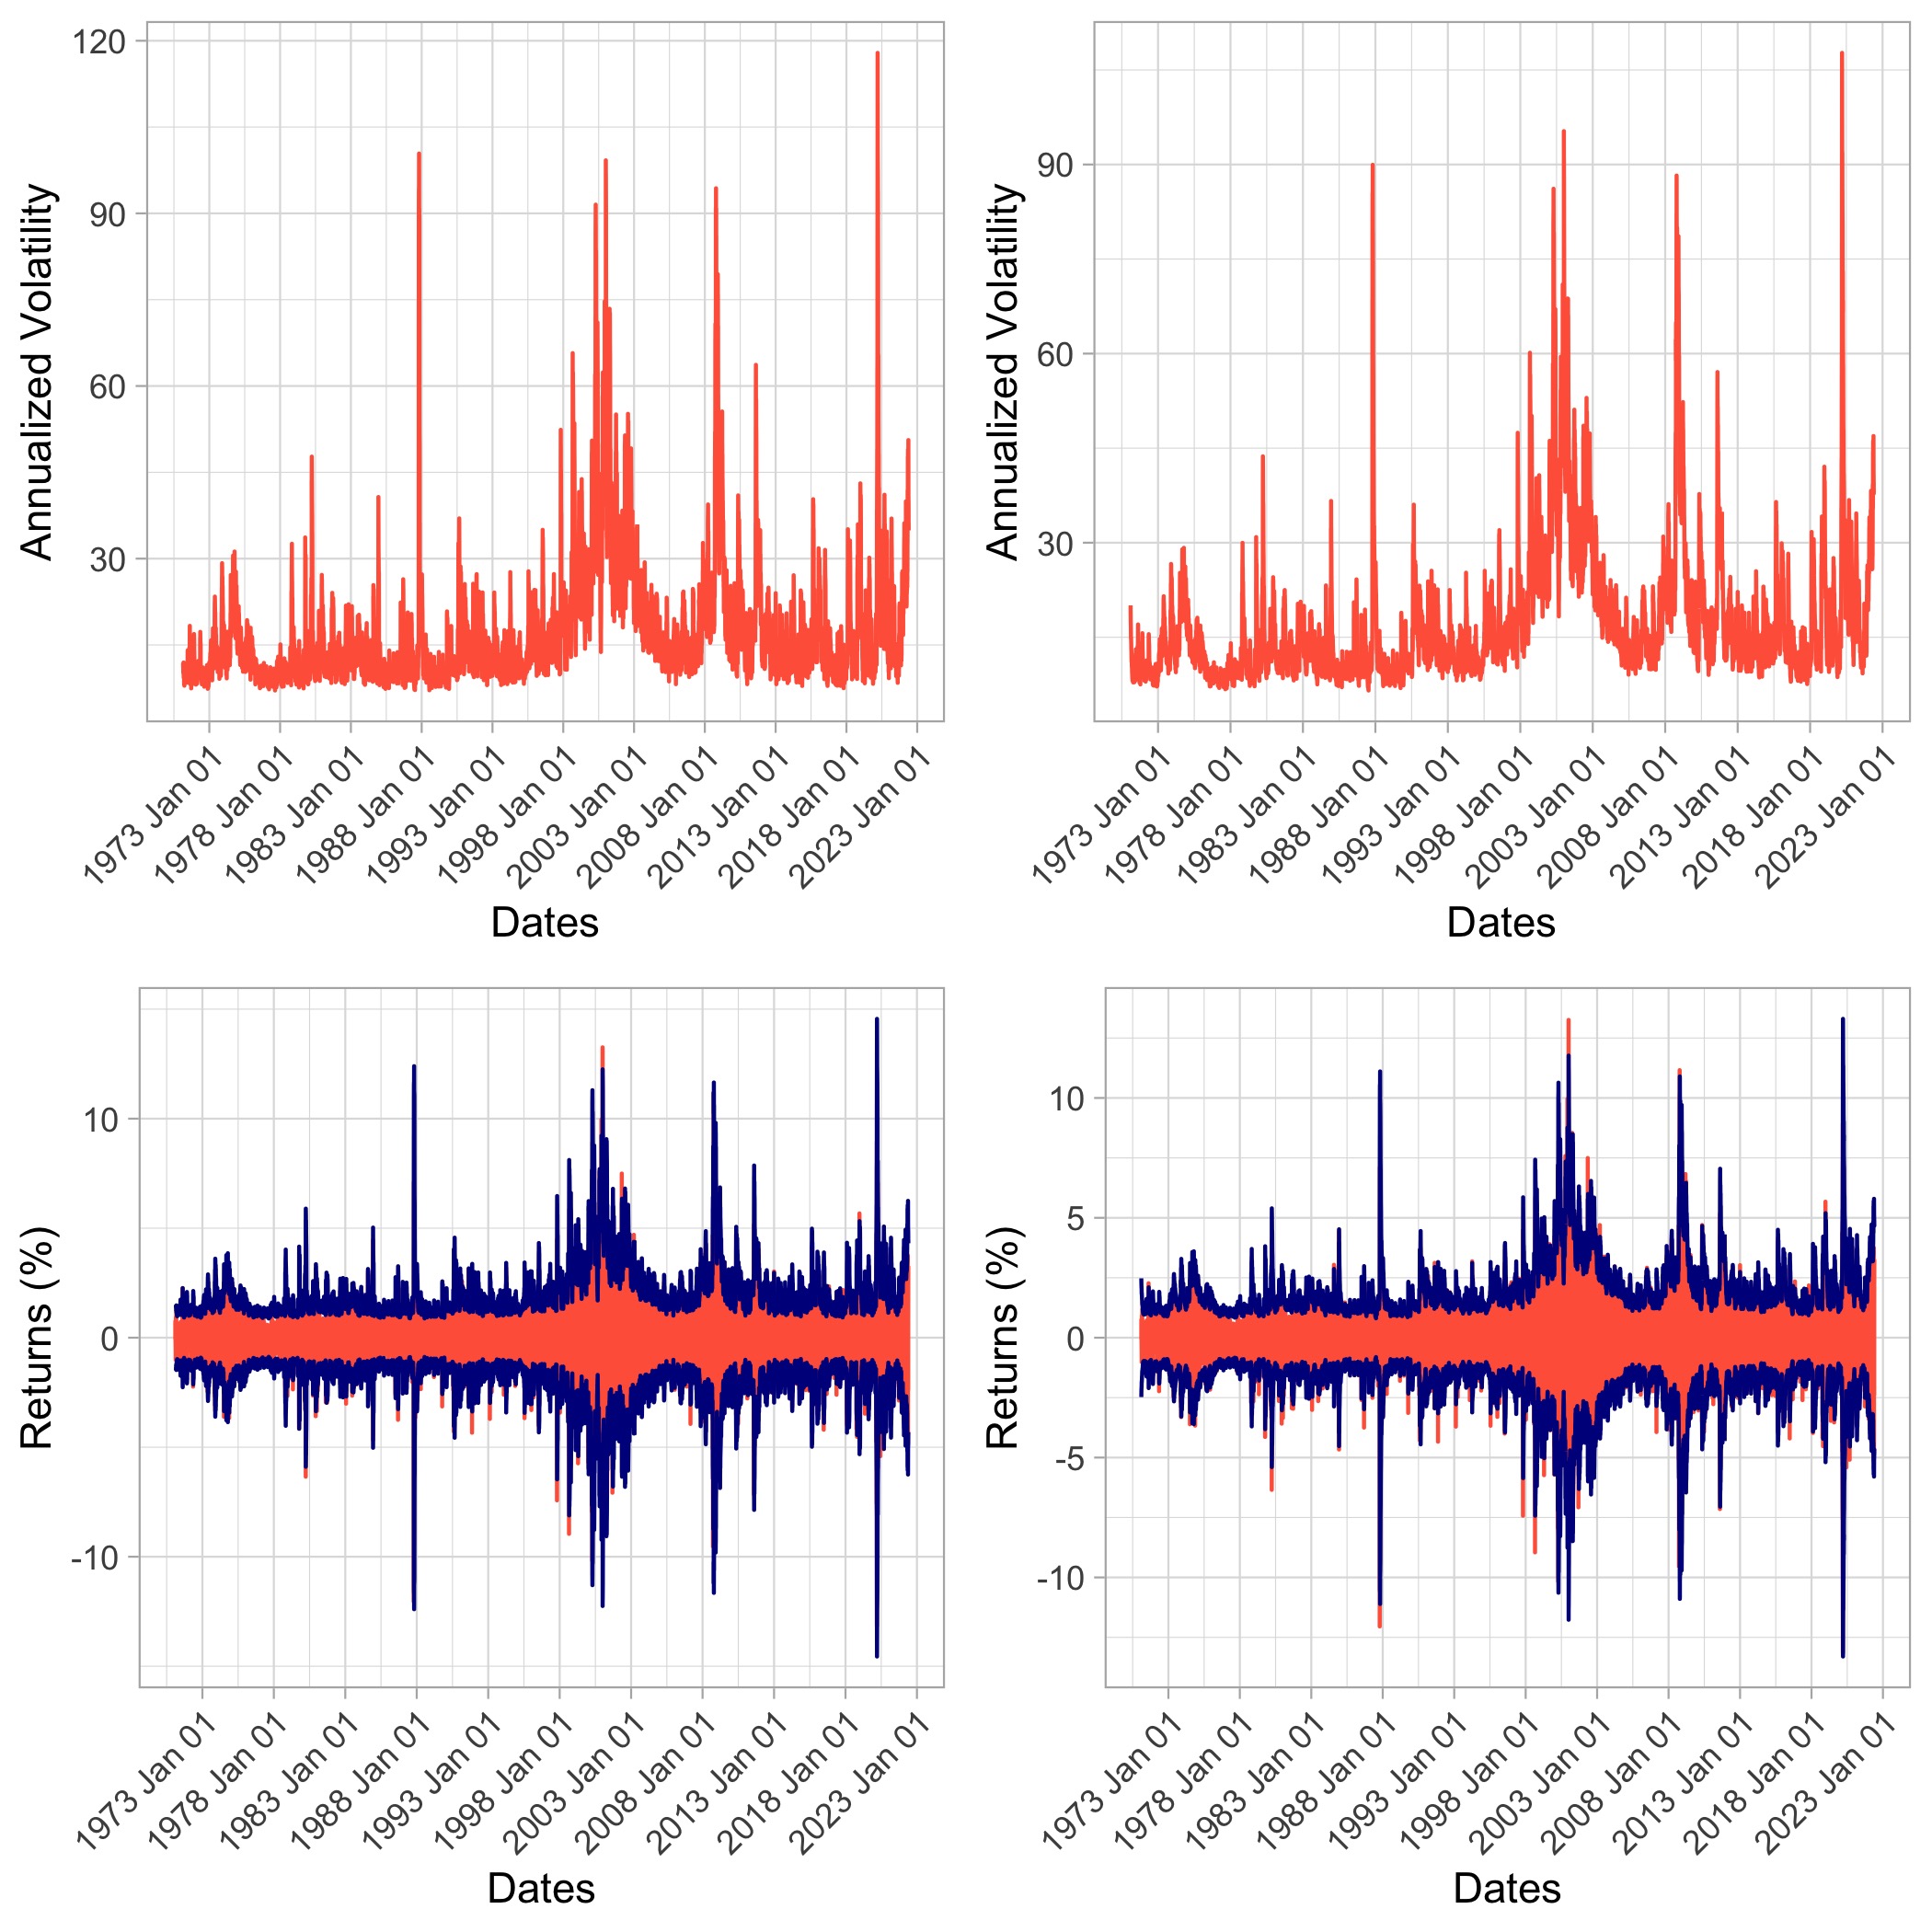 Annualized Volatility
120
90
60
30
1973 Jan 01
1978 Jan 01
1983 Jan 01
1988 Jan 01
1993 Jan 01
1998 Jan 01
2003 Jan 01
2008 Jan 01
2013 Jan 01
2018 Jan 01
2023 Jan 01
Dates
Annualized Volatility
90
60
30
1973 Jan 01
1978 Jan 01
1983 Jan 01
1988 Jan 01
1993 Jan 01
1998 Jan 01
2003 Jan 01
2008 Jan 01
2013 Jan 01
2018 Jan 01
2023 Jan 01
Dates
Returns (%)
10
0
-10
1973 Jan 01
1978 Jan 01
1983 Jan 01
1988 Jan 01
1993 Jan 01
1998 Jan 01
2003 Jan 01
2008 Jan 01
2013 Jan 01
2018 Jan 01
2023 Jan 01
Dates
Returns (%)
10
5
0
-5
-10
1973 Jan 01
1978 Jan 01
1983 Jan 01
1988 Jan 01
1993 Jan 01
1998 Jan 01
2003 Jan 01
2008 Jan 01
2013 Jan 01
2018 Jan 01
2023 Jan 01
Dates